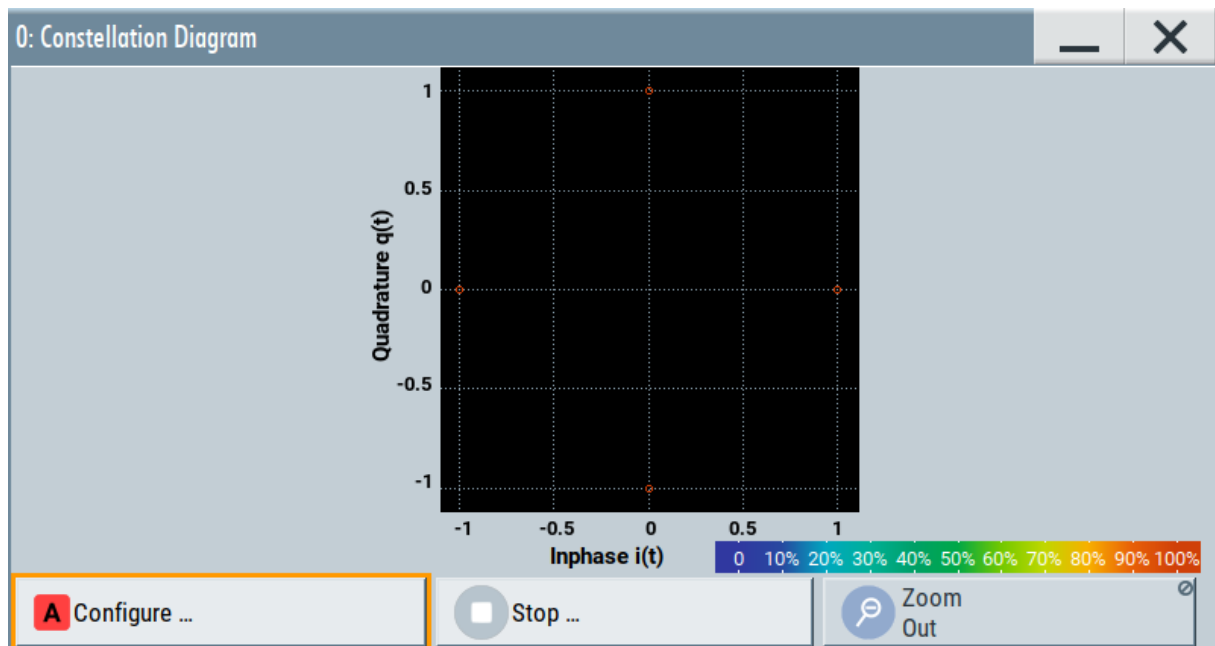 0: Constellation Diagram
1
0.5
0
-0.5
-1
Quadrature q(t)
-1 -0.5 0 0.5 1
Inphase i(t)
0 10% 20% 30% 40% 50% 60% 70% 80% 90% 100%
A Configure ...
Stop ...
Zoom
Out